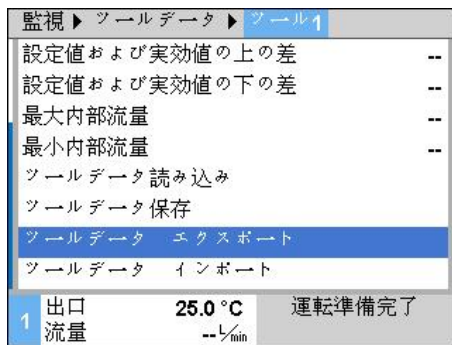 監視▶ツールデータ▶ツール1
設定値および実効値の上の差 --
設定値および実効値の下の差 --
最大内部流量 --
最小内部流量 --
ツールデータ読み込み
ツールデータ保存
ツールデータ エクスポート
ツールデータ インポート
1 出口 25.0 °C 運転準備完了
流量 -- L/min